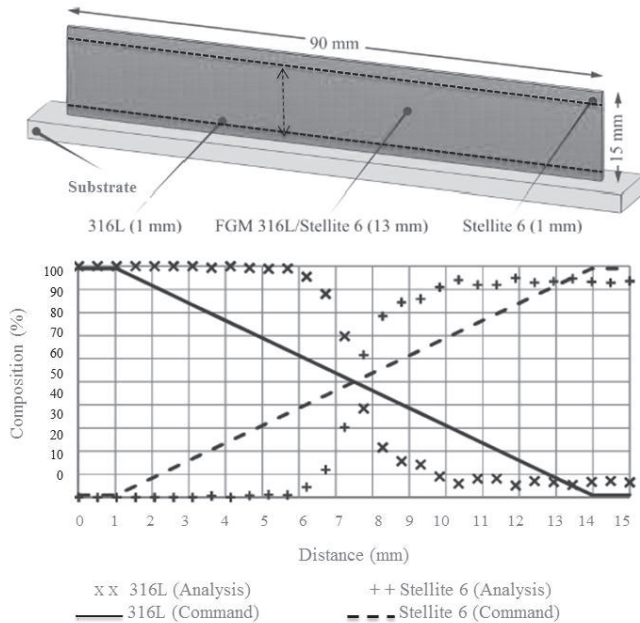 90 mm
15 mm
Substrate
316L (1 mm) FGM 316L/Stellite 6 (13 mm) Stellite 6 (1 mm)
Composition (%)
100
90
80
70
60
50
40
30
20
10
0
0 1 2 3 4 5 6 7 8 9 10 11 12 13 14 15
Distance (mm)
x x 316L (Analysis) + + Stellite 6 (Analysis)
316L (Command) Stellite 6 (Command)